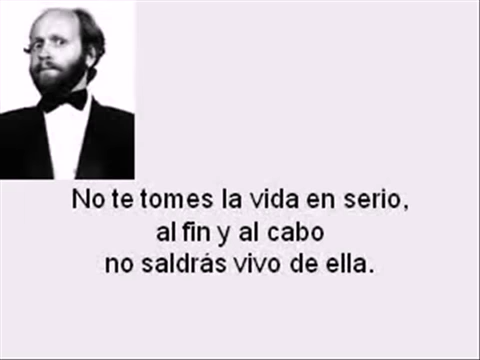 No te tomes la vida en serio,
al fin y al cabo
no saldrás vivo de ella.